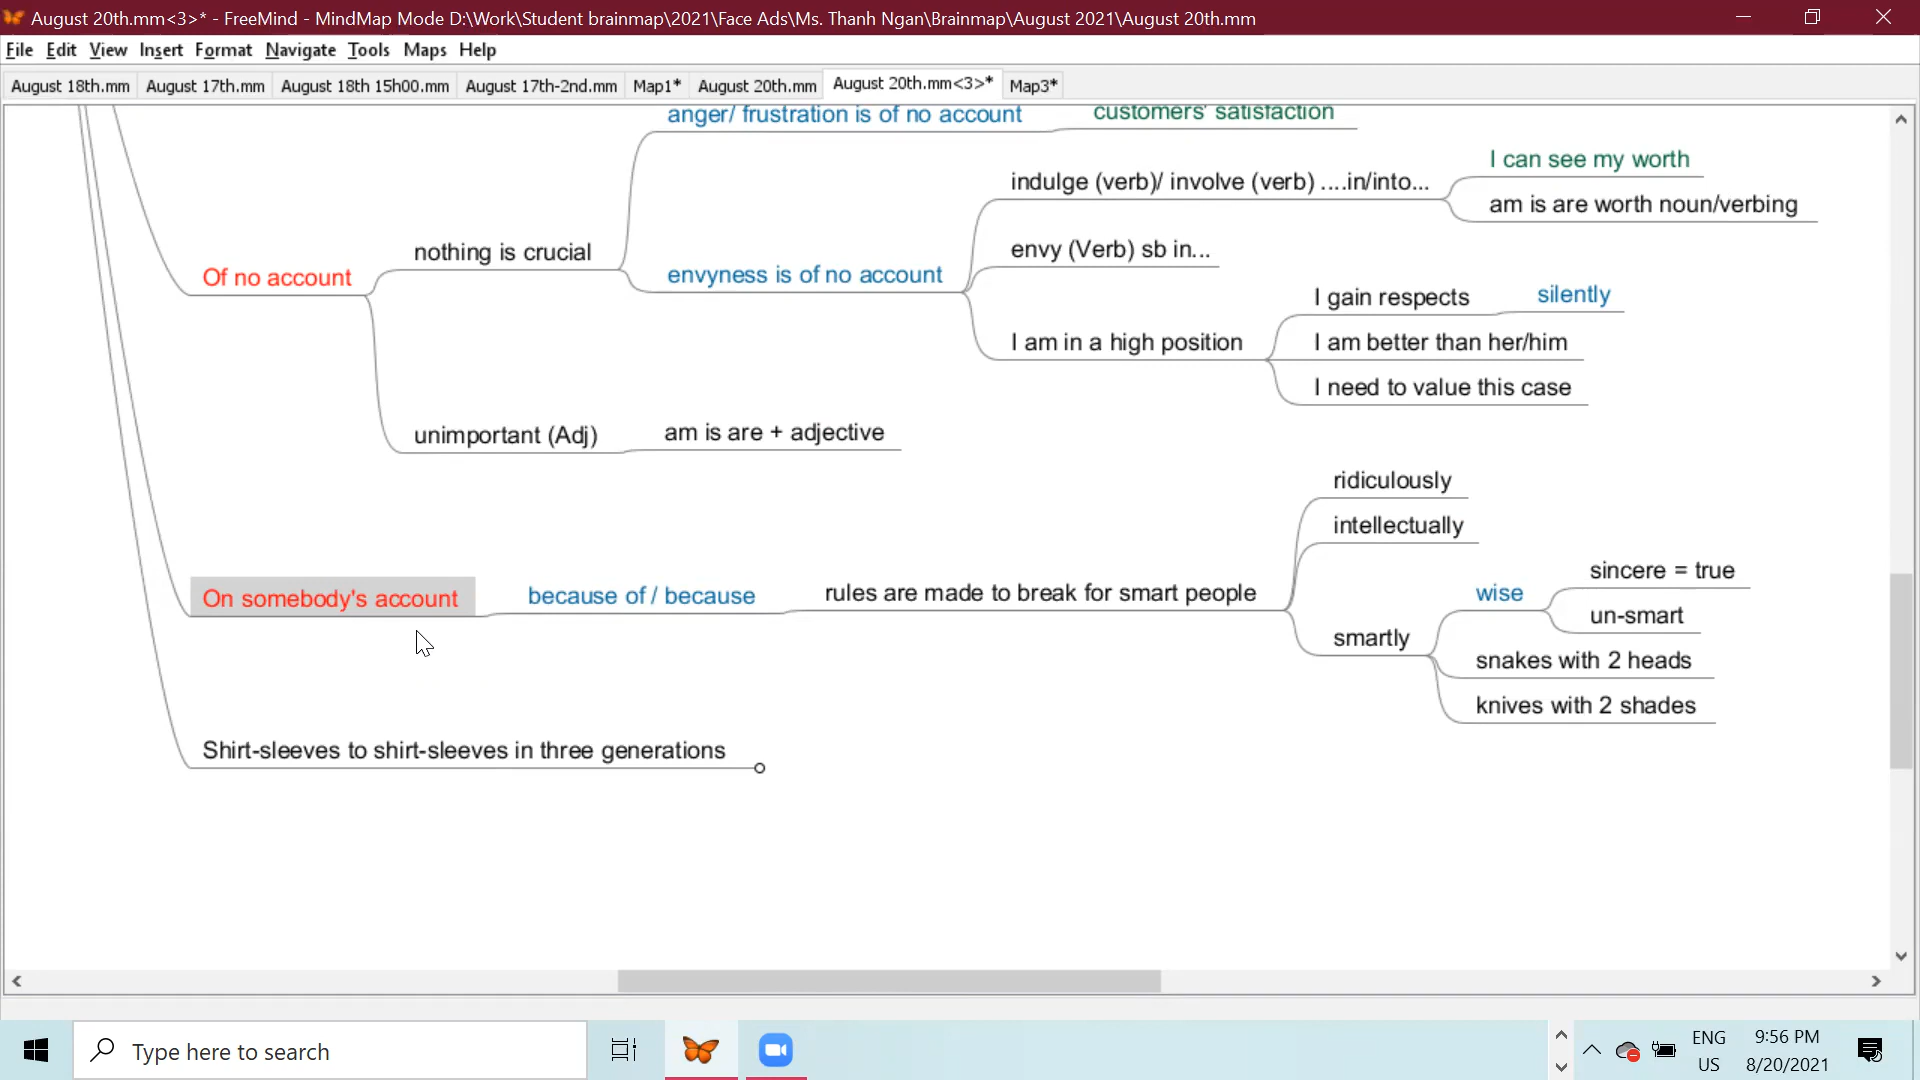 August 20th.mm<3>* - FreeMind - MindMap Mode D:\Work\Student brainmap\2021\Face Ads\Ms. Thanh Ngan\Brainmap\August 2021\August 20th.mm
File Edit View Insert Format Navigate Tools Maps Help
August 18th.mm August 17th.mm August 18th 15h00.mm August 17th-2nd.mm Map1* August 20th.mm August 20th.mm<3>* Map3*
anger/ frustration is of no account
customers' satisfaction
I can see my worth
indulge (verb)/ involve (verb) ....in/into...
am is are worth noun/verbing
nothing is crucial
envy (Verb) sb in...
Of no account
envyness is of no account
I gain respects
silently
I am in a high position
I am better than her/him
I need to value this case
unimportant (Adj)
am is are + adjective
ridiculously
intellectually
On somebody's account
because of / because
rules are made to break for smart people
wise
sincere = true
un-smart
smartly
snakes with 2 heads
knives with 2 shades
Shirt-sleeves to shirt-sleeves in three generations
Type here to search
ENG
US
9:56 PM
8/20/2021